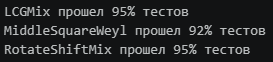 LCGMix прошел 95% тестов
MiddleSquareWeyl прошел 92% тестов
RotateShiftMix прошел 95% тестов